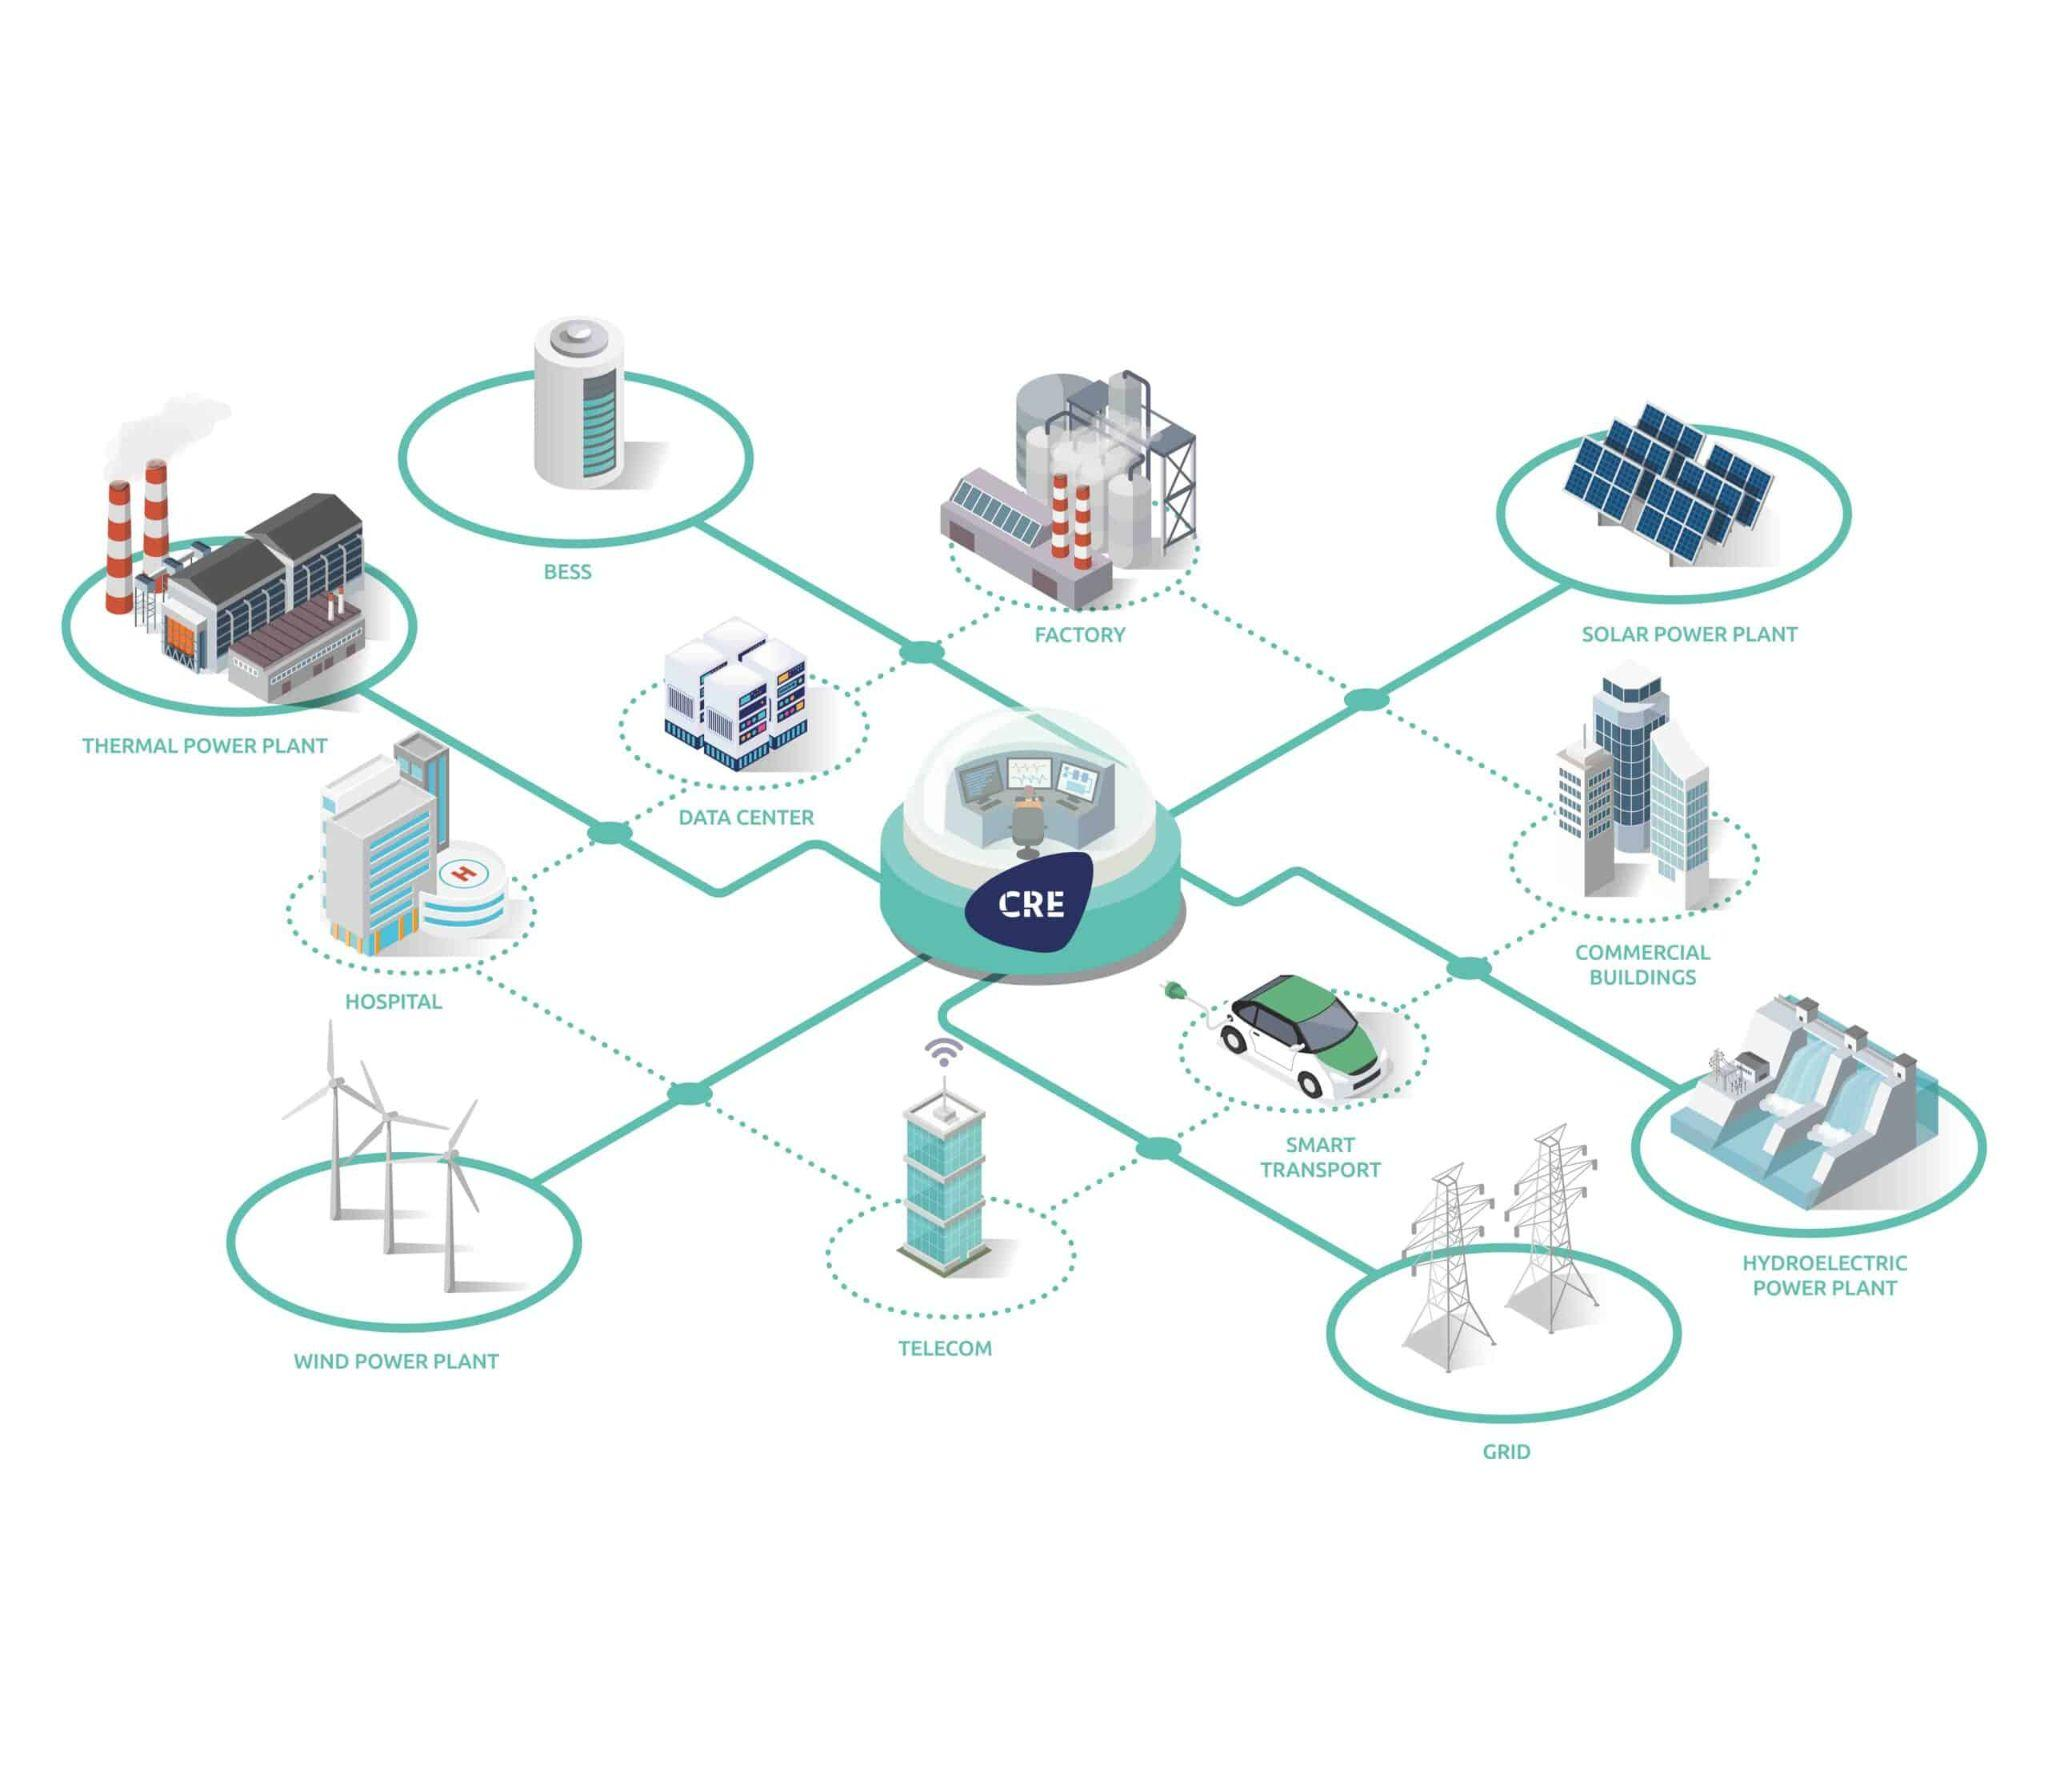 BESS
FACTORY
SOLAR POWER PLANT
THERMAL POWER PLANT
DATA CENTER
H
CRE
COMMERCIAL
BUILDINGS
HOSPITAL
SMART
TRANSPORT
HYDROELECTRIC
POWER PLANT
TELECOM
WIND POWER PLANT
GRID